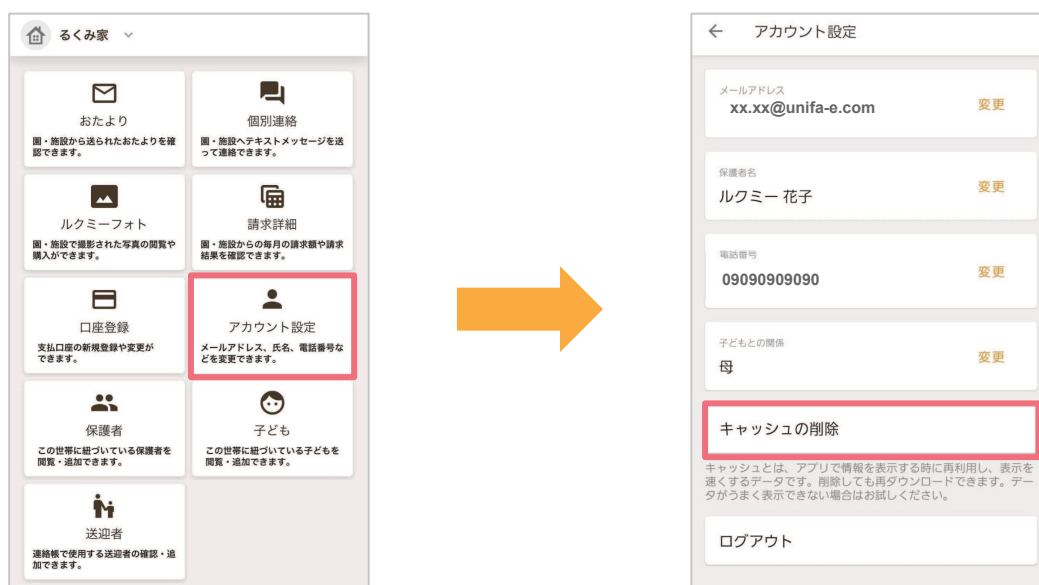 るくみ家
おたより
園・施設から送られたおたよりを確
認できます。
個別連絡
園・施設へテキストメッセージを送
って連絡できます。
ルクミーフォト
園・施設で撮影された写真の閲覧や
購入ができます。
請求詳細
園・施設からの毎月の請求額や請求
結果を確認できます。
口座登録
支払口座の新規登録や変更が
できます。
アカウント設定
メールアドレス、氏名、電話番号な
どを変更できます。
保護者
この世帯に紐づいている保護者を
閲覧・追加できます。
子ども
この世帯に紐づいている子どもを
閲覧・追加できます。
送迎者
連絡帳で使用する送迎者の確認・追
加できます。
アカウント設定
メールアドレス
xx.xx@unifa-e.com
変更
保護者名
ルクミー 花子
変更
電話番号
09090909090
変更
子どもとの関係
母
変更
キャッシュの削除
キャッシュとは、アプリで情報を表示する時に再利用し、表示を
速くするデータです。削除しても再ダウンロードできます。デー
タがうまく表示できない場合はお試しください。
ログアウト